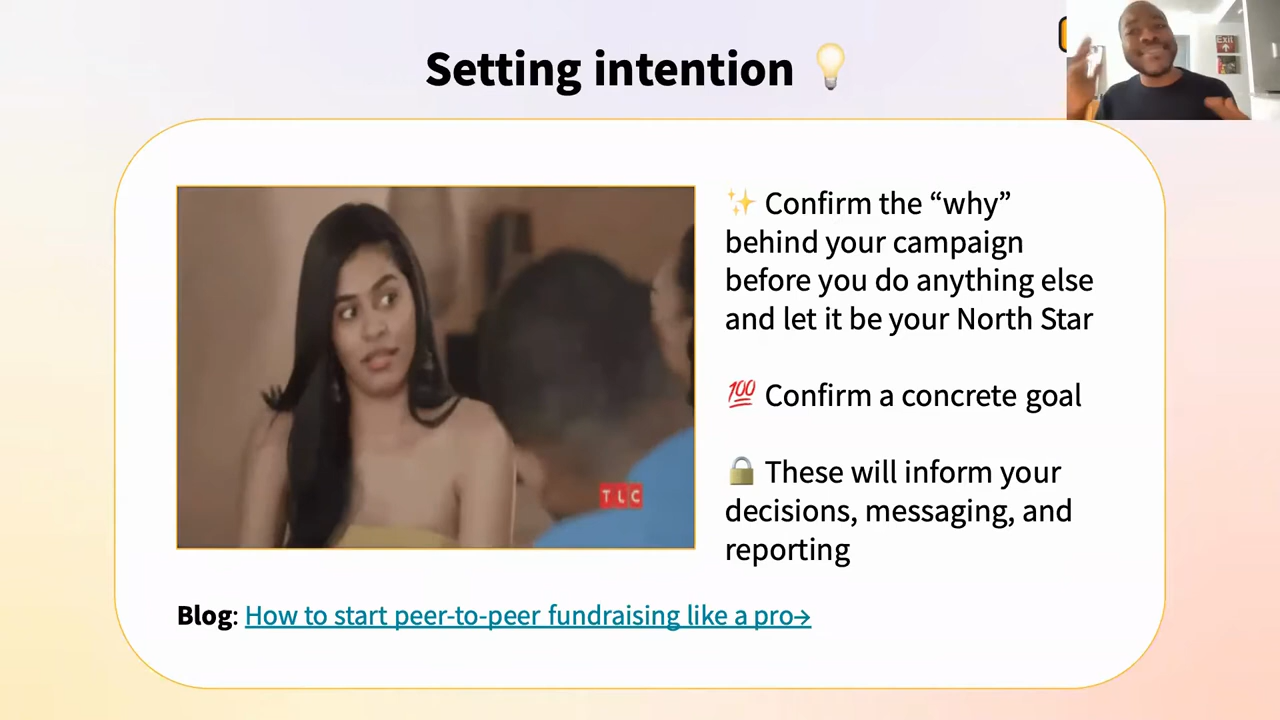 Setting intention 💡
Exit
✨ Confirm the “why”
behind your campaign
before you do anything else
and let it be your North Star
💯 Confirm a concrete goal
🔒 These will inform your
decisions, messaging, and
reporting
TLC
Blog: How to start peer-to-peer fundraising like a pro→